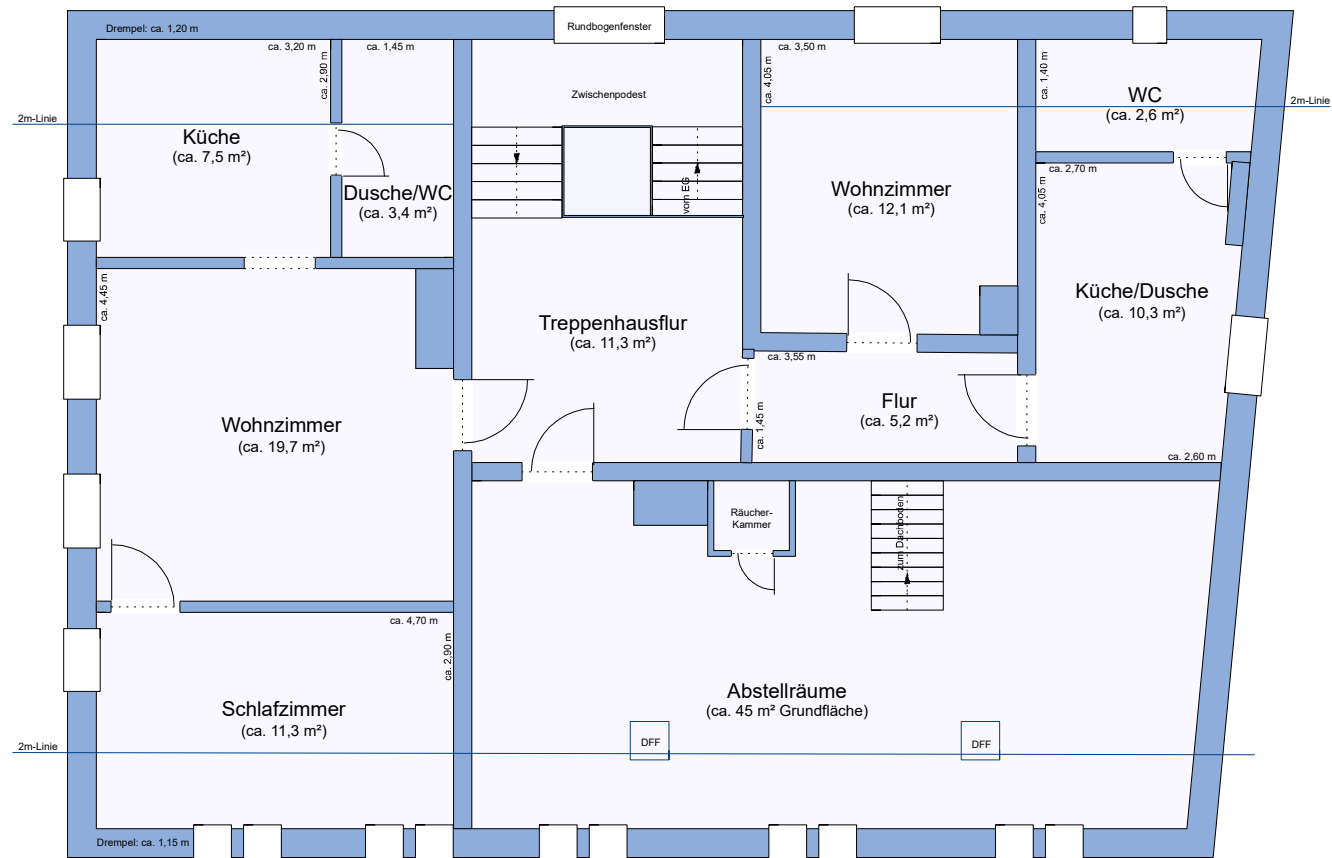 Drempel: ca. 1,20 m
Rundbogenfenster
ca. 3,20 m
ca. 1,45 m
ca. 3,50 m
ca. 2,90 m
ca. 4,05 m
ca. 1,40 m
Zwischenpodest
WC
(ca. 2,6 m²)
2m-Linie
2m-Linie
Küche
(ca. 7,5 m²)
Dusche/WC
(ca. 3,4 m²)
vom EG
Wohnzimmer
(ca. 12,1 m²)
ca. 2,70 m
ca. 4,05 m
ca. 4,45 m
Küche/Dusche
(ca. 10,3 m²)
Treppenhausflur
(ca. 11,3 m²)
ca. 3,55 m
Flur
(ca. 5,2 m²)
ca. 1,45 m
Wohnzimmer
(ca. 19,7 m²)
ca. 2,60 m
Räucher-
Kammer
zum Dachboden
ca. 4,70 m
ca. 2,90 m
Schlafzimmer
(ca. 11,3 m²)
Abstellräume
(ca. 45 m² Grundfläche)
2m-Linie
DFF
DFF
Drempel: ca. 1,15 m